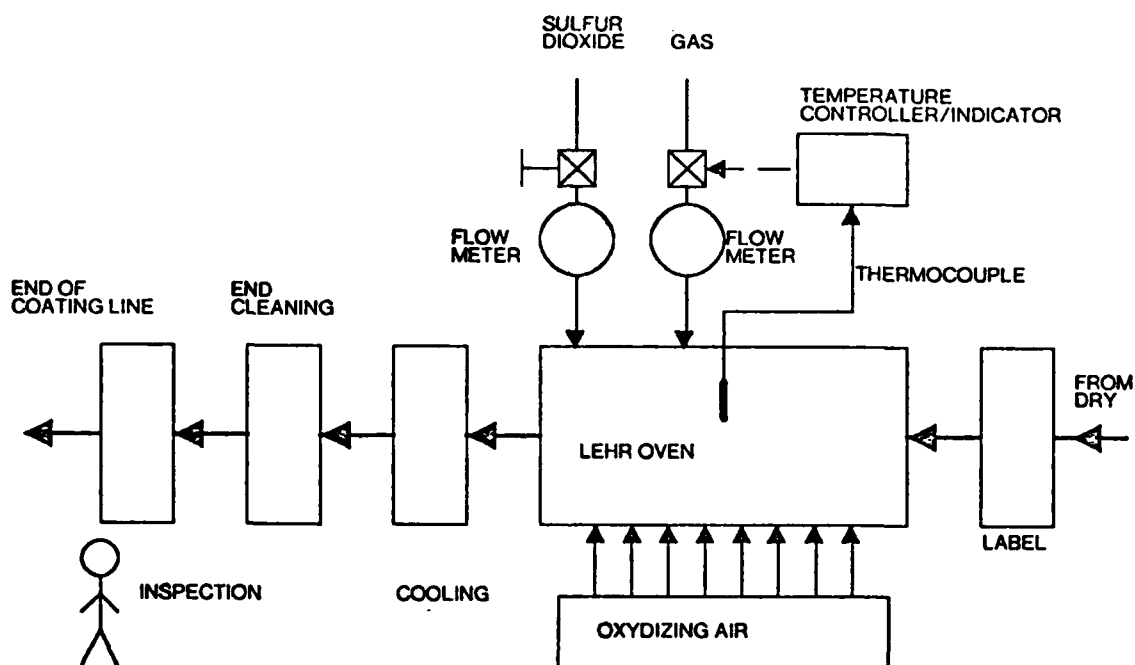 SULFUR
DIOXIDE
GAS
TEMPERATURE
CONTROLLER/INDICATOR
FLOW
METER
FLOW
METER
THERMOCOUPLE
END OF
COATING LINE
END
CLEANING
FROM
DRY
LEHR OVEN
LABEL
INSPECTION
COOLING
OXYDIZING AIR